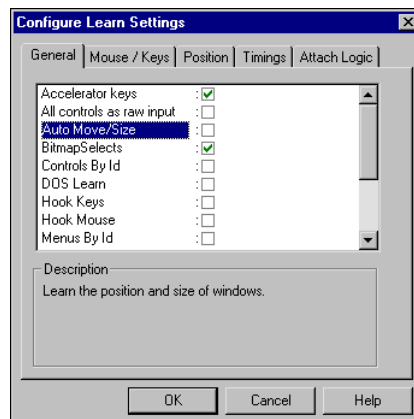 Configure Learn Settings
General Mouse / Keys Position Timings Attach Logic
Accelerator keys :
All controls as raw input :
Auto Move/Size :
BitmapSelects :
Controls By Id :
DOS Learn :
Hook Keys :
Hook Mouse :
Menus By Id :
Description
Learn the position and size of windows.
OK Cancel Help